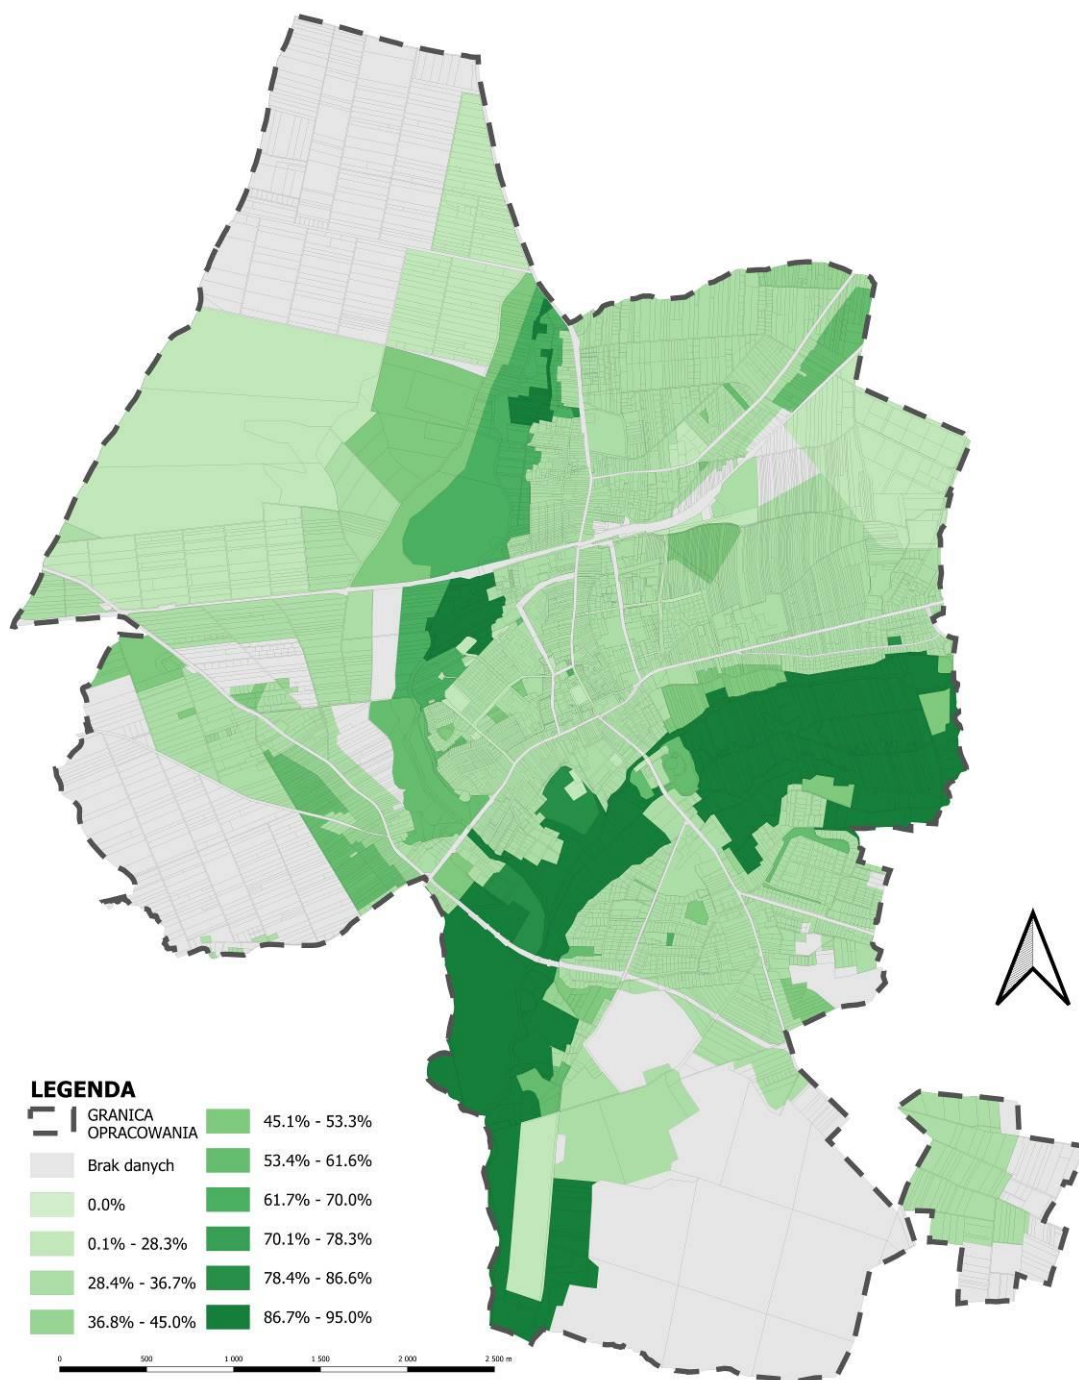 LEGENDA
GRANICA
OPRACOWANIA
Brak danych
0.0%
0.1% - 28.3%
28.4% - 36.7%
36.8% - 45.0%
45.1% - 53.3%
53.4% - 61.6%
61.7% - 70.0%
70.1% - 78.3%
78.4% - 86.6%
86.7% - 95.0%
0 500 1 000 1 500 2 000 2 500 m